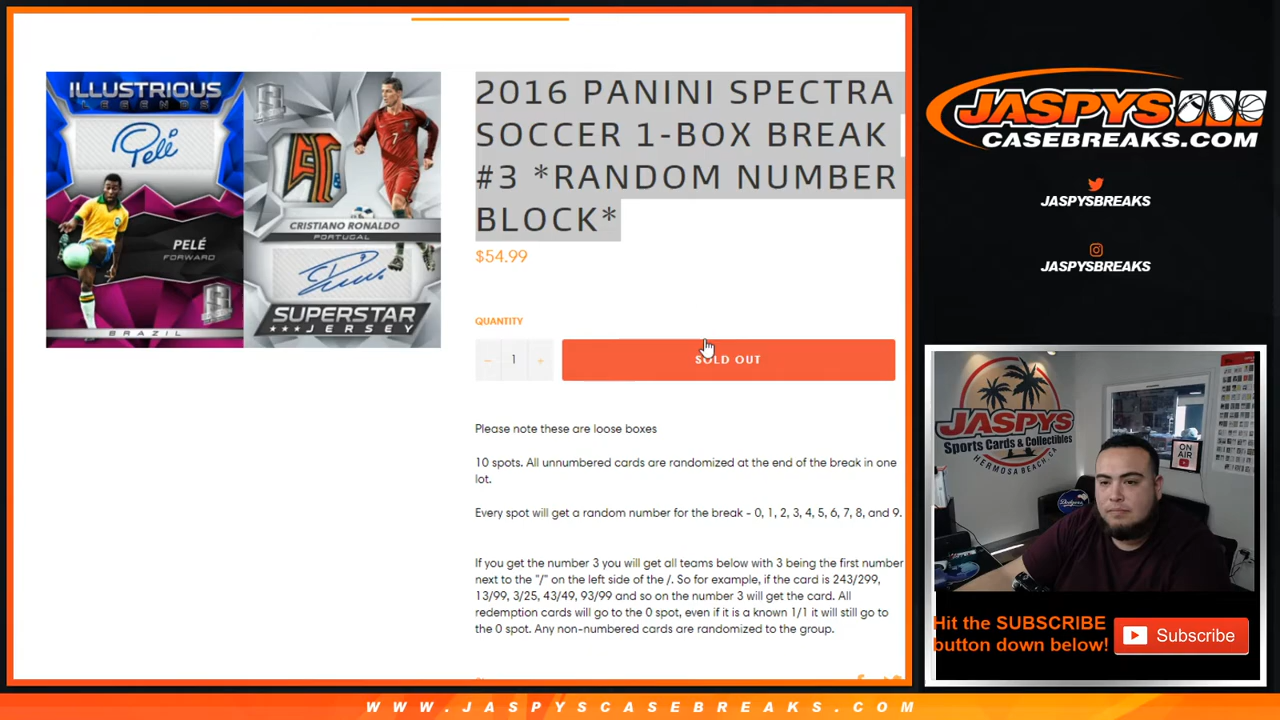 ILLUSTRIOUS
LEGENDS
Pelé
PELÉ
FORWARD
BRAZIL
7
CRISTIANO RONALDO
PORTUGAL
SUPERSTAR
JERSEY
2016 PANINI SPECTRA
SOCCER 1-BOX BREAK
#3 *RANDOM NUMBER
BLOCK*
$54.99
QUANTITY
− 1 +
SOLD OUT
Please note these are loose boxes
10 spots. All unnumbered cards are randomized at the end of the break in one
lot.
Every spot will get a random number for the break - 0, 1, 2, 3, 4, 5, 6, 7, 8, and 9.
If you get the number 3 you will get all teams below with 3 being the first number
next to the "/" on the left side of the /. So for example, if the card is 243/299,
13/99, 3/25, 43/49, 93/99 and so on the number 3 will get the card. All
redemption cards will go to the 0 spot, even if it is a known 1/1 it will still go to
the 0 spot. Any non-numbered cards are randomized to the group.
JASPYS
CASEBREAKS.COM
JASPYSBREAKS
JASPYSBREAKS
JASPYS
Sports Cards & Collectibles
HERMOSA BEACH, CA
ON
AIR
Dodgers
Hit the SUBSCRIBE
button down below!
Subscribe
WWW.JASPYSCASEBREAKS.COM